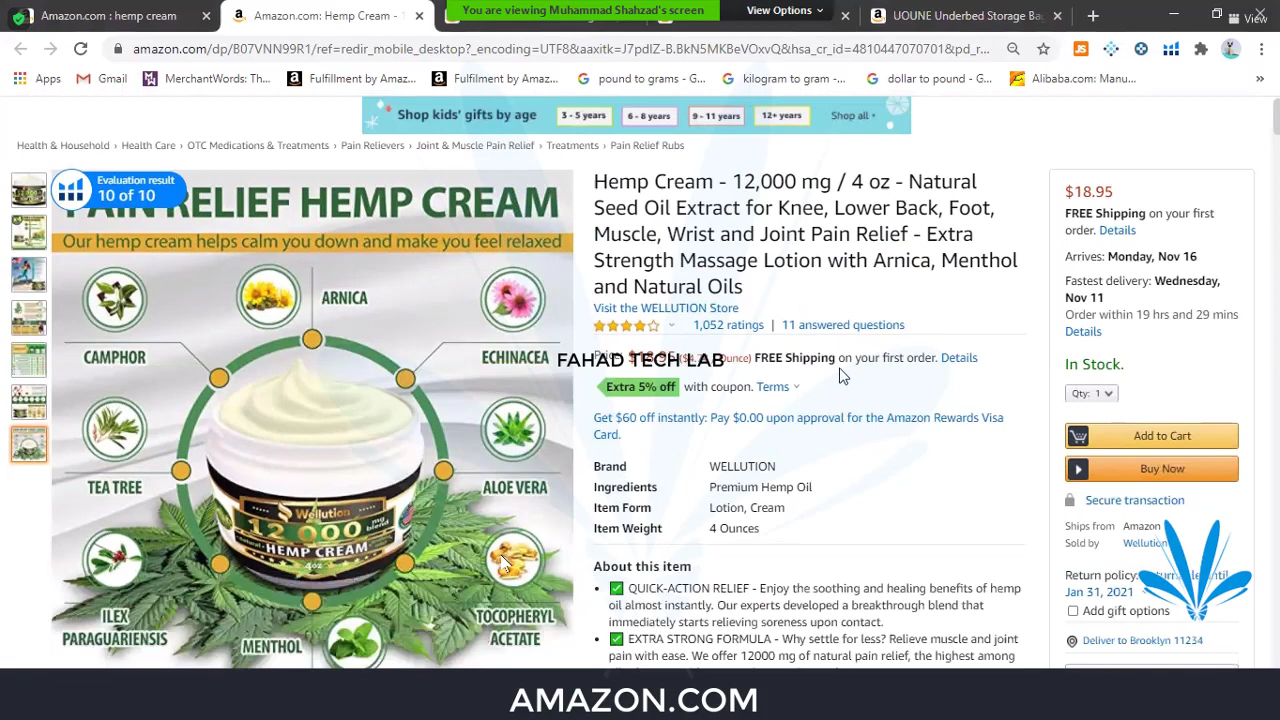 Amazon.com : hemp cream
Amazon.com: Hemp Cream -
You are viewing Muhammad Shahzad's screen
View Options
UOUNE Underbed Storage Bag
View
amazon.com/dp/B07VNN99R1/ref=redir_mobile_desktop?_encoding=UTF8&aaxitk=J7pdlZ-B.BkN5MKBeVOxvQ&hsa_cr_id=4810447070701&pd_r...
Apps
Gmail
MerchantWords: Th...
Fulfillment by Amaz...
Fulfilment by Amaz...
pound to grams - G...
kilogram to gram -...
dollar to pound - G...
Alibaba.com: Manu...
Shop kids' gifts by age
3 - 5 years
6 - 8 years
9 - 11 years
12+ years
Shop all
Health & Household › Health Care › OTC Medications & Treatments › Pain Relievers › Joint & Muscle Pain Relief › Treatments › Pain Relief Rubs
Evaluation result
10 of 10
RELIEF HEMP CREAM
Our hemp cream helps calm you down and make you feel relaxed
ARNICA
CAMPHOR
ECHINACEA
TEA TREE
ALOE VERA
Wellution
12 000 mg blend
HEMP CREAM
4oz
ILEX
PARAGUARIENSIS
MENTHOL
TOCOPHERYL
ACETATE
Hemp Cream - 12,000 mg / 4 oz - Natural
Seed Oil Extract for Knee, Lower Back, Foot,
Muscle, Wrist and Joint Pain Relief - Extra
Strength Massage Lotion with Arnica, Menthol
and Natural Oils
Visit the WELLUTION Store
1,052 ratings | 11 answered questions
FAHAD TECH LAB
FREE Shipping on your first order. Details
Extra 5% off with coupon. Terms
Get $60 off instantly: Pay $0.00 upon approval for the Amazon Rewards Visa
Card.
Brand WELLUTION
Ingredients Premium Hemp Oil
Item Form Lotion, Cream
Item Weight 4 Ounces
About this item
• ✅ QUICK-ACTION RELIEF - Enjoy the soothing and healing benefits of hemp
oil almost instantly. Our experts developed a breakthrough blend that
immediately starts relieving soreness upon contact.
• ✅ EXTRA STRONG FORMULA - Why settle for less? Relieve muscle and joint
pain with ease. We offer 12000 mg of natural pain relief, the highest among
$18.95
FREE Shipping on your first
order. Details
Arrives: Monday, Nov 16
Fastest delivery: Wednesday,
Nov 11
Order within 19 hrs and 29 mins
Details
In Stock.
Qty: 1
Add to Cart
Buy Now
Secure transaction
Ships from Amazon
Sold by Wellution
Return policy:
Jan 31, 2021
Add gift options
Deliver to Brooklyn 11234
AMAZON.COM